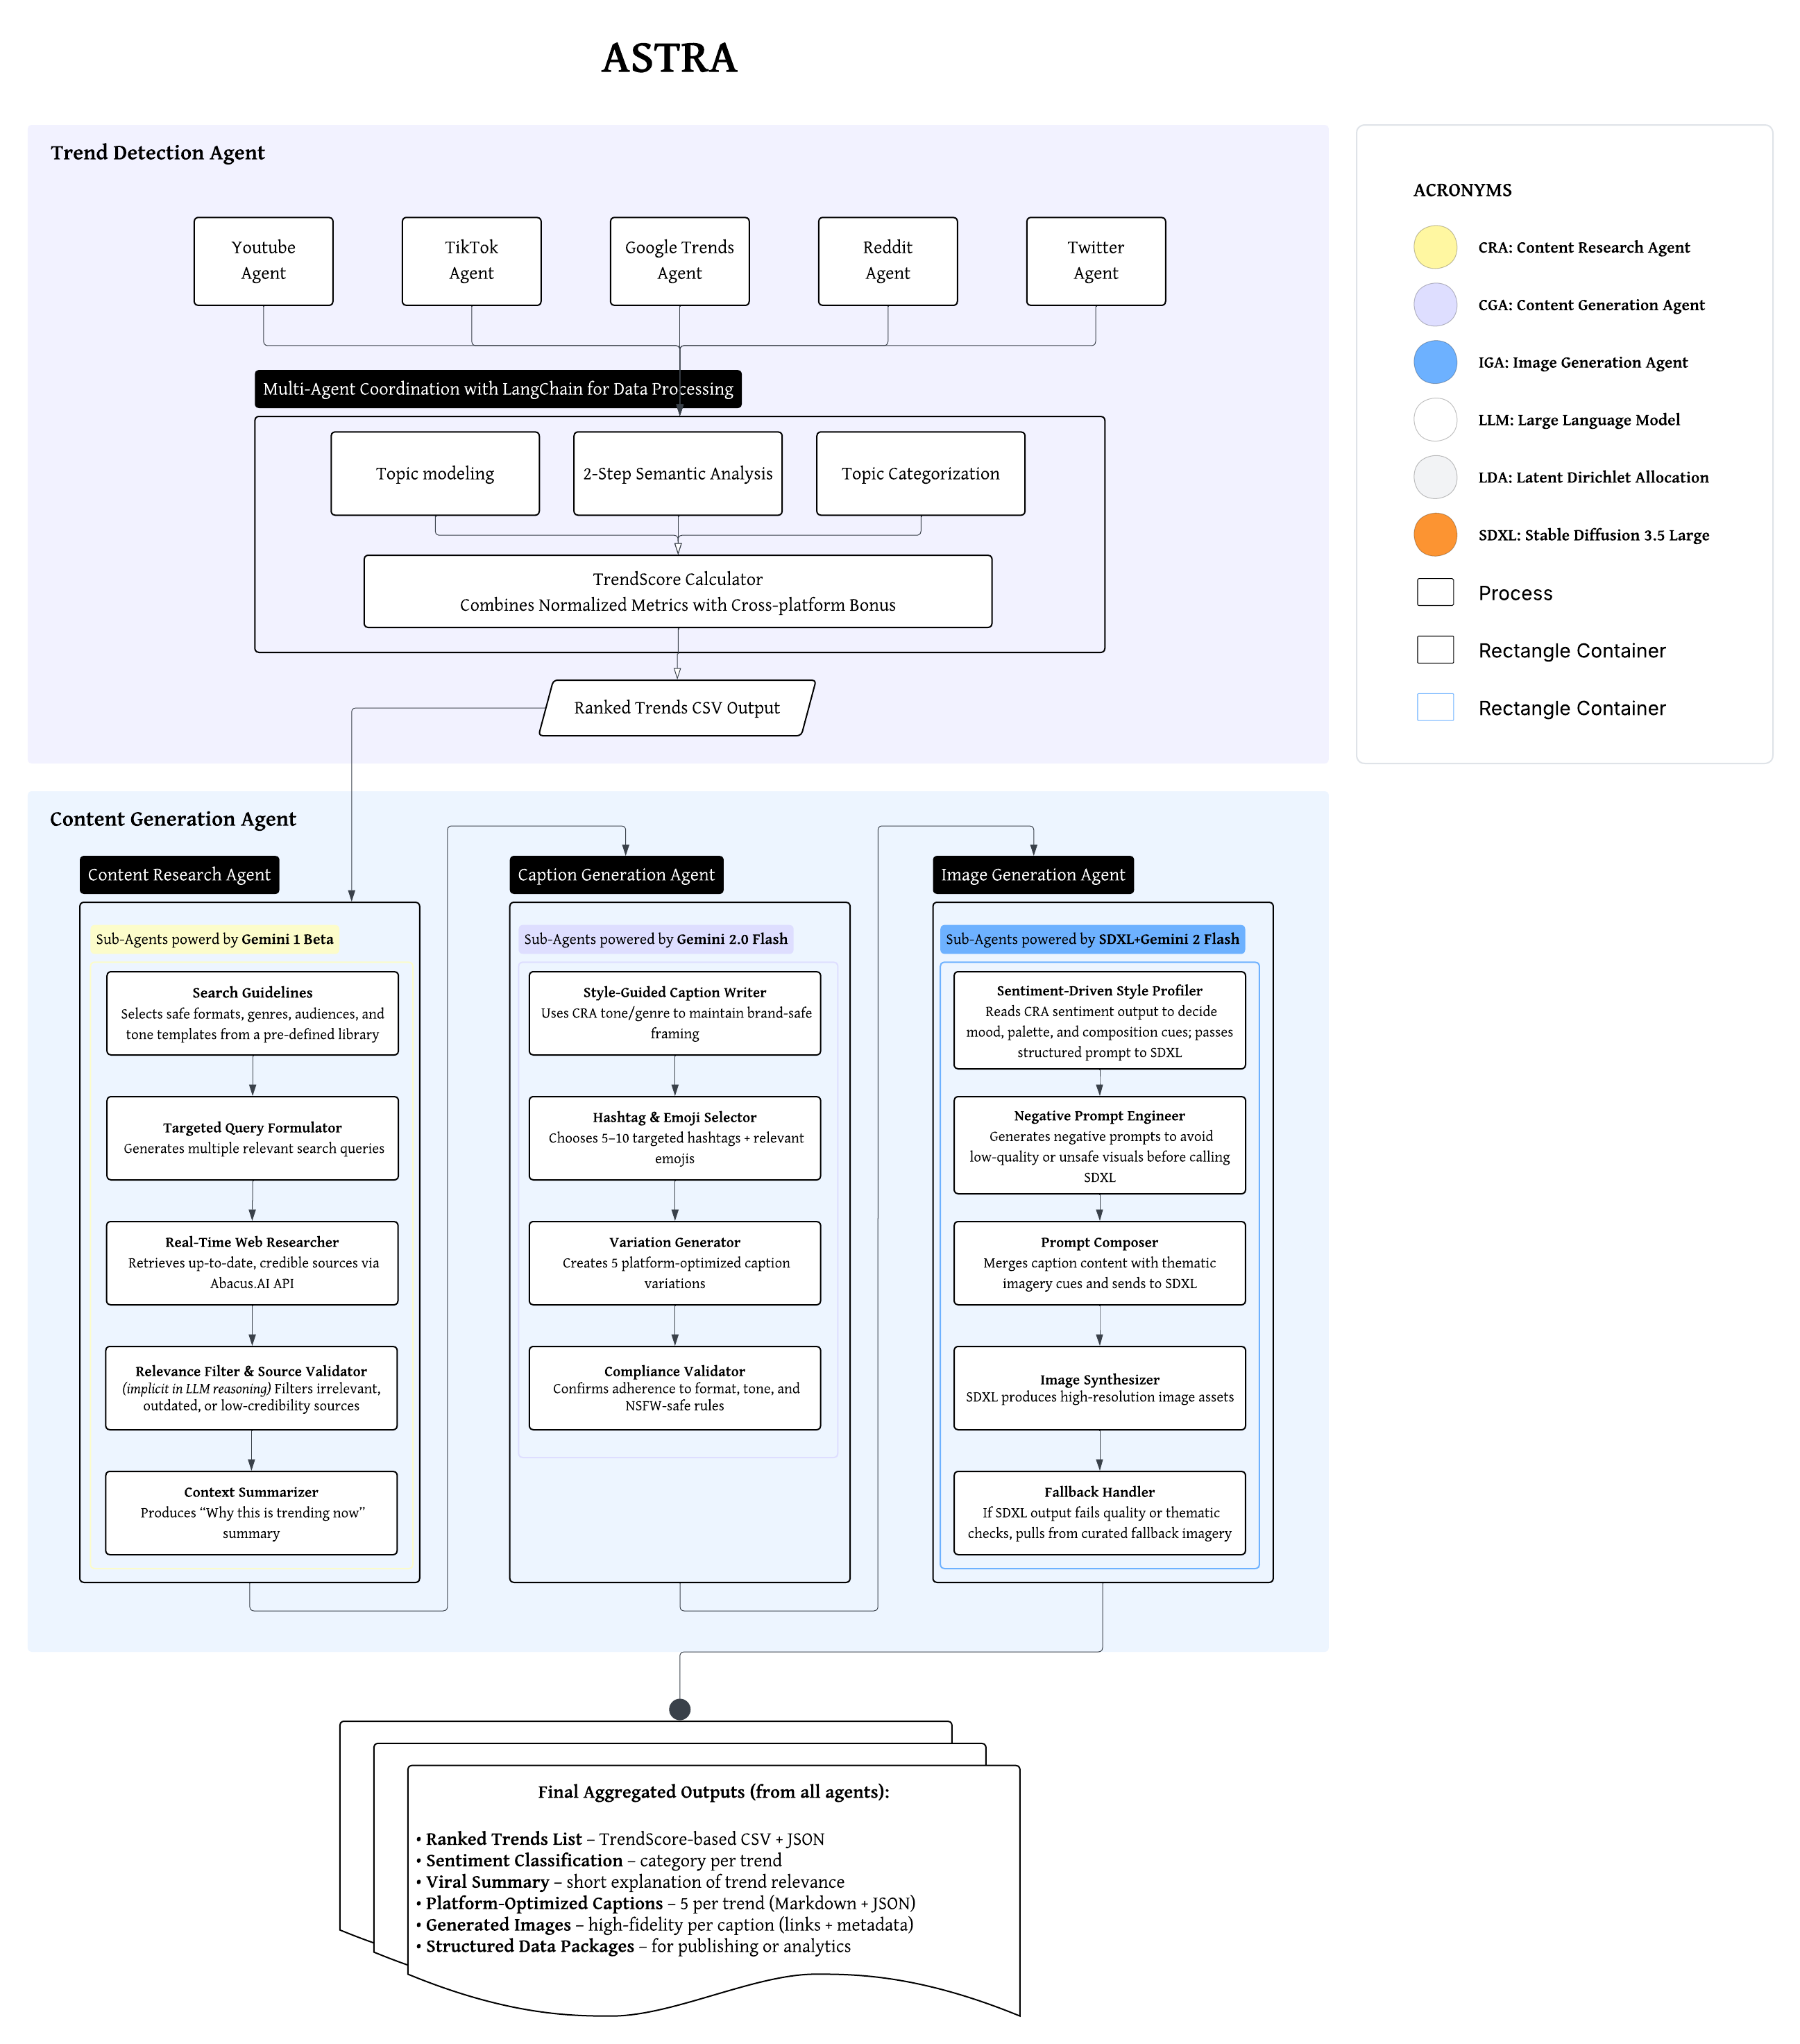 ASTRA
Trend Detection Agent
Youtube
Agent
TikTok
Agent
Google Trends
Agent
Reddit
Agent
Twitter
Agent
Multi-Agent Coordination with LangChain for Data Processing
Topic modeling
2-Step Semantic Analysis
Topic Categorization
TrendScore Calculator
Combines Normalized Metrics with Cross-platform Bonus
Ranked Trends CSV Output
ACRONYMS
CRA: Content Research Agent
CGA: Content Generation Agent
IGA: Image Generation Agent
LLM: Large Language Model
LDA: Latent Dirichlet Allocation
SDXL: Stable Diffusion 3.5 Large
Process
Rectangle Container
Rectangle Container
Content Generation Agent
Content Research Agent
Sub-Agents powerd by Gemini 1 Beta
Search Guidelines
Selects safe formats, genres, audiences, and
tone templates from a pre-defined library
Targeted Query Formulator
Generates multiple relevant search queries
Real-Time Web Researcher
Retrieves up-to-date, credible sources via
Abacus.AI API
Relevance Filter & Source Validator
(implicit in LLM reasoning) Filters irrelevant,
outdated, or low-credibility sources
Context Summarizer
Produces “Why this is trending now”
summary
Caption Generation Agent
Sub-Agents powered by Gemini 2.0 Flash
Style-Guided Caption Writer
Uses CRA tone/genre to maintain brand-safe
framing
Hashtag & Emoji Selector
Chooses 5–10 targeted hashtags + relevant
emojis
Variation Generator
Creates 5 platform-optimized caption
variations
Compliance Validator
Confirms adherence to format, tone, and
NSFW-safe rules
Image Generation Agent
Sub-Agents powered by SDXL+Gemini 2 Flash
Sentiment-Driven Style Profiler
Reads CRA sentiment output to decide
mood, palette, and composition cues; passes
structured prompt to SDXL
Negative Prompt Engineer
Generates negative prompts to avoid
low-quality or unsafe visuals before calling
SDXL
Prompt Composer
Merges caption content with thematic
imagery cues and sends to SDXL
Image Synthesizer
SDXL produces high-resolution image assets
Fallback Handler
If SDXL output fails quality or thematic
checks, pulls from curated fallback imagery
Final Aggregated Outputs (from all agents):
• Ranked Trends List – TrendScore-based CSV + JSON
• Sentiment Classification – category per trend
• Viral Summary – short explanation of trend relevance
• Platform-Optimized Captions – 5 per trend (Markdown + JSON)
• Generated Images – high-fidelity per caption (links + metadata)
• Structured Data Packages – for publishing or analytics